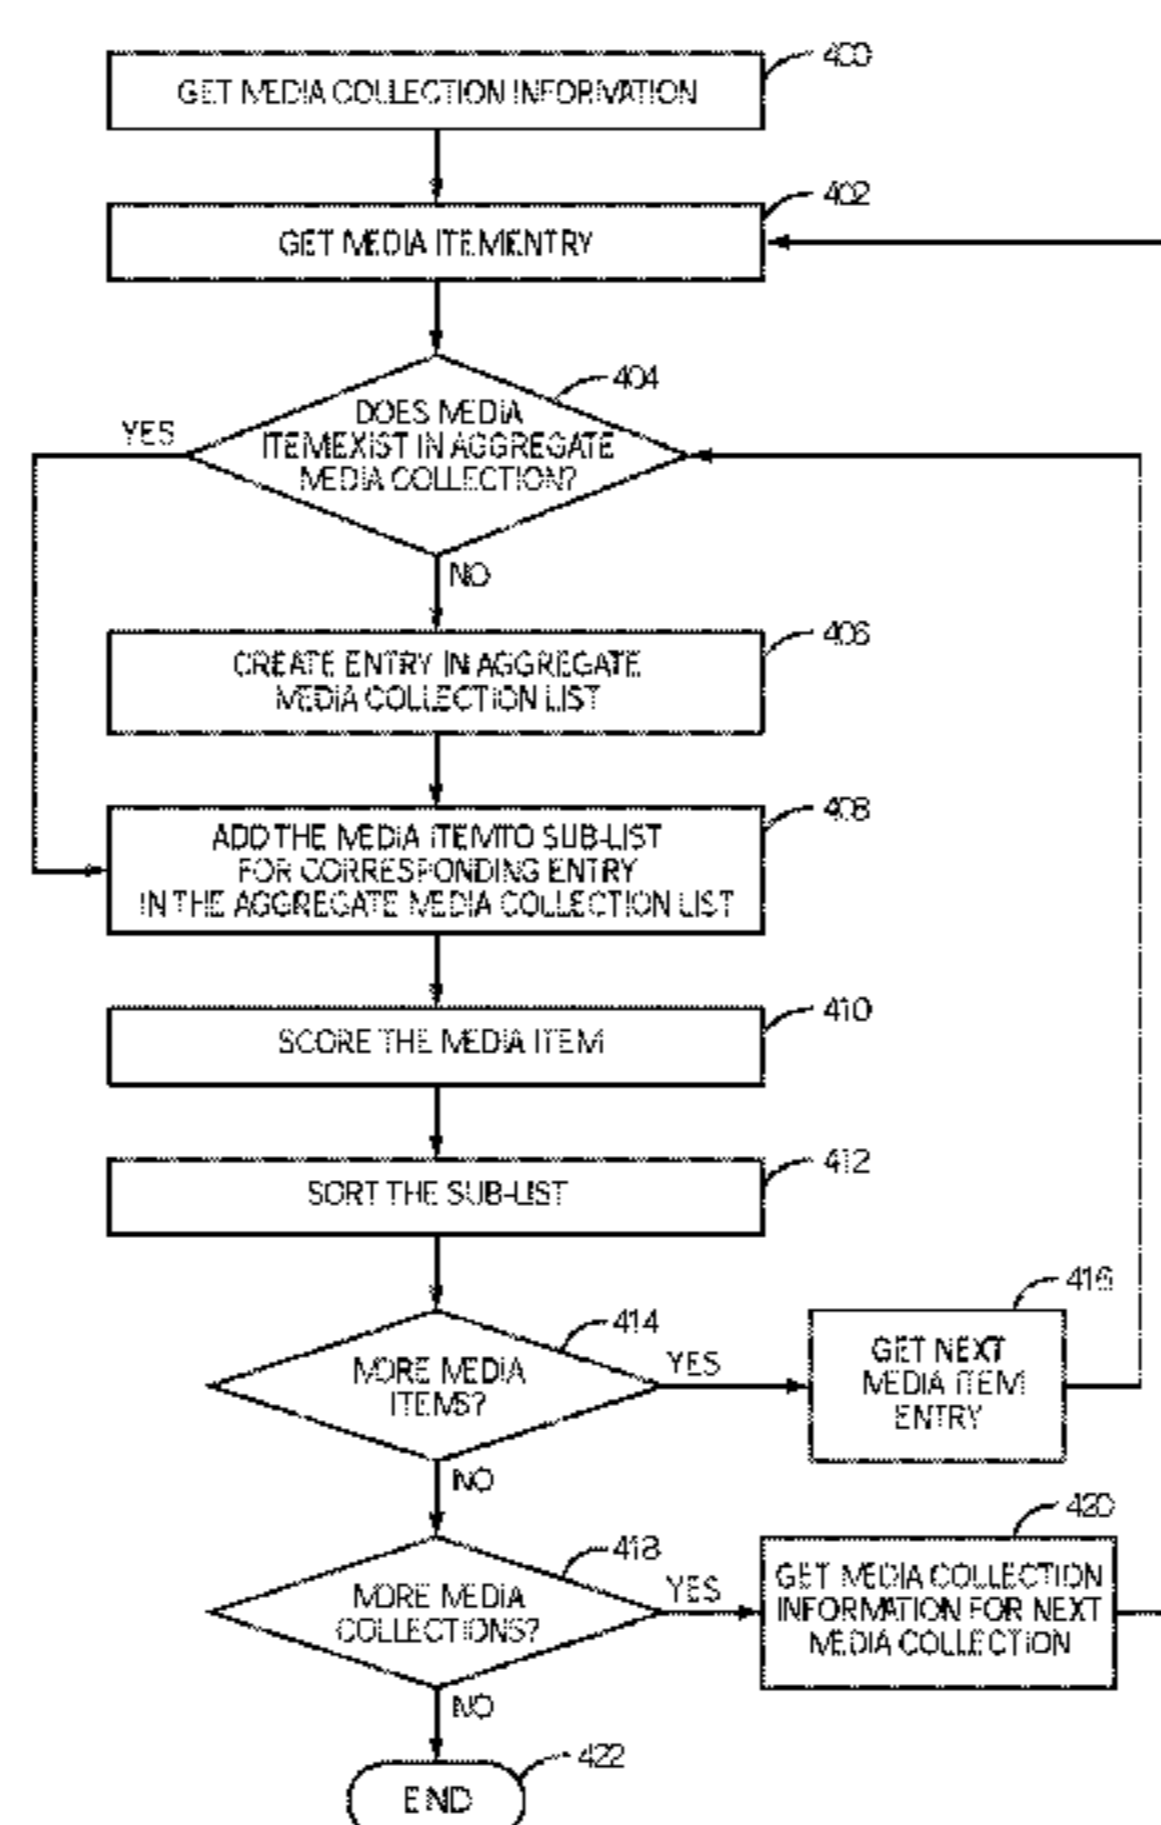 400
GET MEDIA COLLECTION INFORMATION
402
GET MEDIA ITEM ENTRY
404
DOES MEDIA
ITEM EXIST IN AGGREGATE
MEDIA COLLECTION?
YES
NO
406
CREATE ENTRY IN AGGREGATE
MEDIA COLLECTION LIST
408
ADD THE MEDIA ITEM TO SUB-LIST
FOR CORRESPONDING ENTRY
IN THE AGGREGATE MEDIA COLLECTION LIST
410
SCORE THE MEDIA ITEM
412
SORT THE SUB-LIST
414
MORE MEDIA
ITEMS?
YES
416
GET NEXT
MEDIA ITEM
ENTRY
NO
418
MORE MEDIA
COLLECTIONS?
YES
420
GET MEDIA COLLECTION
INFORMATION FOR NEXT
MEDIA COLLECTION
NO
422
END